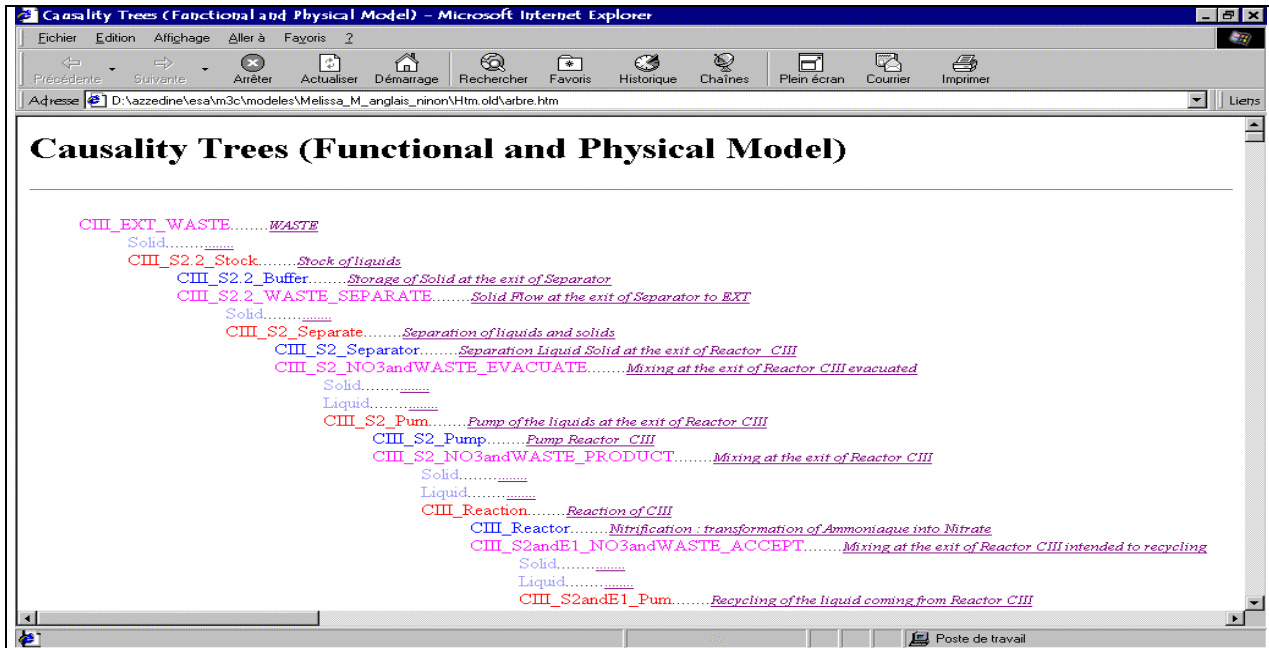 Causality Trees (Functional and Physical Model) – Microsoft Internet Explorer
Eichier Edition Affichage Aller à Favoris ?
Précédente Suivante Arrêter Actualiser Démarrage Rechercher Favoris Historique Chaînes Plein écran Courrier Imprimer
Adresse D:\azzedine\esa\m3c\modeles\Melissa_M_anglais_ninon\Htm.old\arbre.htm Liens
Causality Trees (Functional and Physical Model)
CIII_EXT_WASTE........WASTE
Solid................
CIII_S2.2_Stock........Stock of liquids
CIII_S2.2_Buffer........Storage of Solid at the exit of Separator
CIII_S2.2_WASTE_SEPARATE........Solid Flow at the exit of Separator to EXT
Solid................
CIII_S2_Separate........Separation of liquids and solids
CIII_S2_Separator........Separation Liquid Solid at the exit of Reactor_CIII
CIII_S2_NO3andWASTE_EVACUATE........Mixing at the exit of Reactor CIII evacuated
Solid................
Liquid................
CIII_S2_Pum........Pump of the liquids at the exit of Reactor CIII
CIII_S2_Pump........Pump Reactor_CIII
CIII_S2_NO3andWASTE_PRODUCT........Mixing at the exit of Reactor CIII
Solid................
Liquid................
CIII_Reaction........Reaction of CIII
CIII_Reactor........Nitrification : transformation of Ammoniaque into Nitrate
CIII_S2andE1_NO3andWASTE_ACCEPT........Mixing at the exit of Reactor CIII intended to recycling
Solid................
Liquid................
CIII_S2andE1_Pum........Recycling of the liquid coming from Reactor CIII
Poste de travail